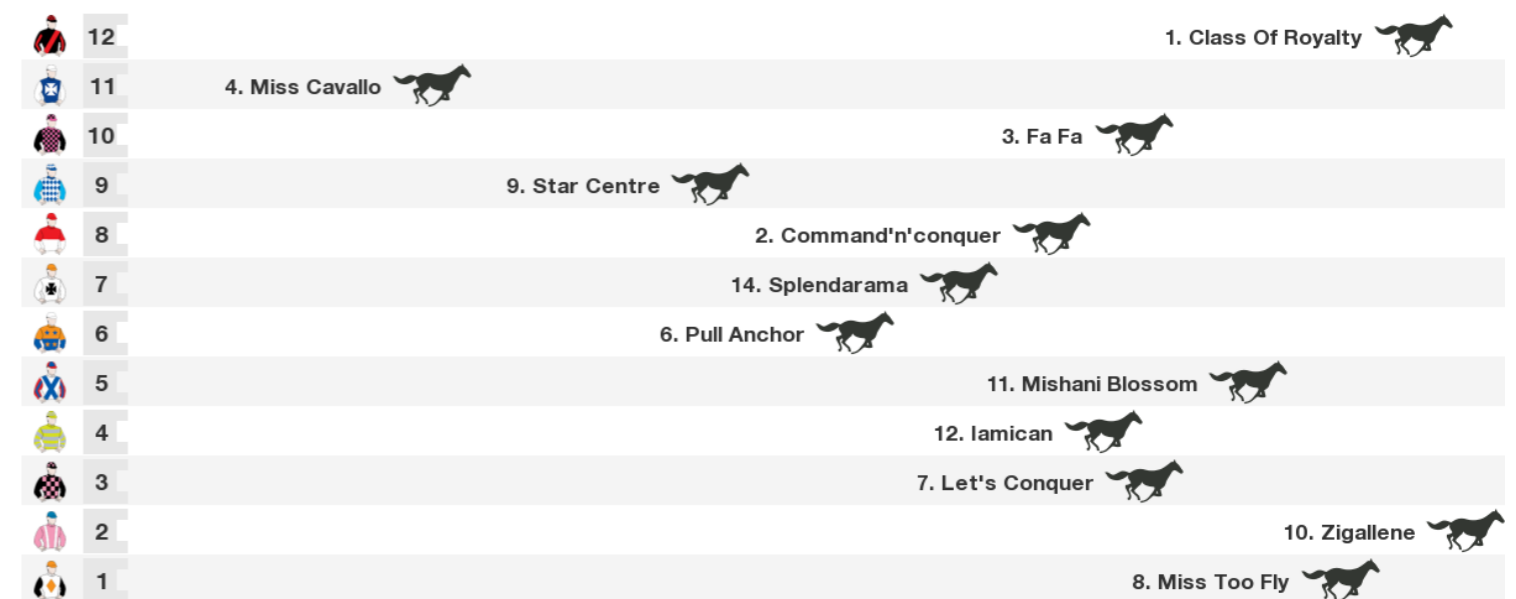 12 1. Class Of Royalty
11 4. Miss Cavallo
10 3. Fa Fa
9 9. Star Centre
8 2. Command'n'conquer
7 14. Splendarama
6 6. Pull Anchor
5 11. Mishani Blossom
4 12. Iamican
3 7. Let's Conquer
2 10. Zigallene
1 8. Miss Too Fly